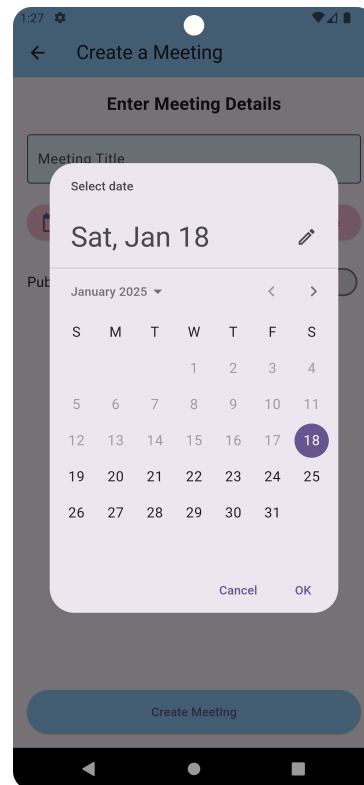 1:27
Create a Meeting
Enter Meeting Details
Meeting Title
Select date
Pub
Sat, Jan 18
January 2025
S M T W T F S
1 2 3 4
5 6 7 8 9 10 11
12 13 14 15 16 17 18
19 20 21 22 23 24 25
26 27 28 29 30 31
Cancel OK
Create Meeting